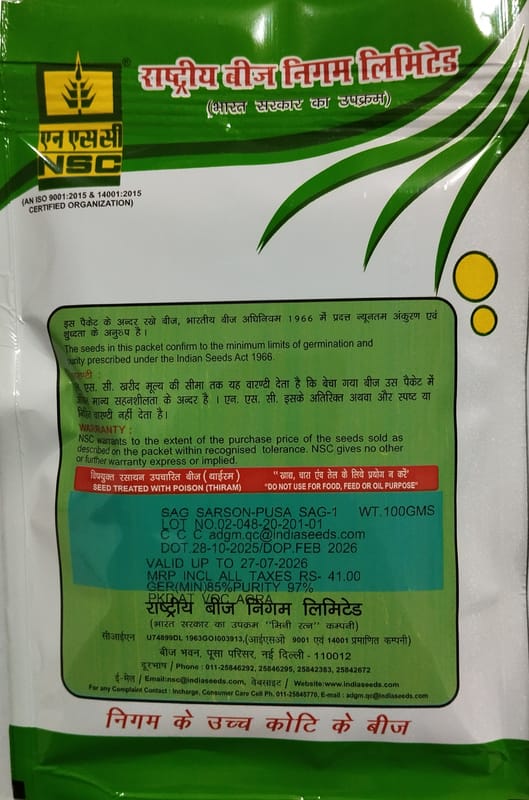 राष्ट्रीय बीज निगम लिमिटेड
(भारत सरकार का उपक्रम)
®
एन एस सी
NSC
(AN ISO 9001:2015 & 14001:2015
CERTIFIED ORGANIZATION)
इस पैकेट के अन्दर रखे बीज, भारतीय बीज अधिनियम 1966 में प्रदत्त न्यूनतम अंकुरण एवं
शुध्दता के अनुरुप है।
The seeds in this packet confirm to the minimum limits of germination and
purity prescribed under the Indian Seeds Act 1966.
एन. एस. सी. खरीद मूल्य की सीमा तक यह वारण्टी देता है कि बेचा गया बीज उस पैकेट में
मान्य सहनशीलता के अन्दर है । एन. एस. सी. इसके अतिरिक्त अथवा और स्पष्ट या
वारण्टी नहीं देता है।
WARRANTY :
NSC warrants to the extent of the purchase price of the seeds sold as
described on the packet within recognised tolerance. NSC gives no other
or further warranty express or implied.
विषयुक्त रसायन उपचारित बीज (थाईरम)
SEED TREATED WITH POISON (THIRAM)
"खाद्य, चारा एंव तेल के लिये प्रयोग न करें"
"DO NOT USE FOR FOOD, FEED OR OIL PURPOSE"
SAG SARSON-PUSA SAG-1 WT.100GMS
LOT NO.02-048-20-201-01
C C C adgm.qc@indiaseeds.com
DOT.28-10-2025/DOP.FEB 2026
VALID UP TO 27-07-2026
MRP INCL ALL TAXES RS- 41.00
GER(MIN)85%PURITY 97%
PKD AT VPC AGRA
राष्ट्रीय बीज निगम लिमिटेड
(भारत सरकार का उपक्रम "मिनी रत्न" कम्पनी)
सीआईएन U74899DL 1963GOI003913,(आईएसओ 9001 एवं 14001 प्रमाणित कम्पनी)
बीज भवन, पूसा परिसर, नई दिल्ली - 110012
दूरभाष / Phone : 011-25846292, 25846295, 25842383, 25842672
ई-मेल / Email:nsc@indiaseeds.com, वेबसाइट / Website:www.indiaseeds.com
For any Complaint Contact : Incharge, Consumer Care Cell Ph. 011-25845770, E-mail : adgm.qc@indiaseeds.com
निगम के उच्च कोटि के बीज